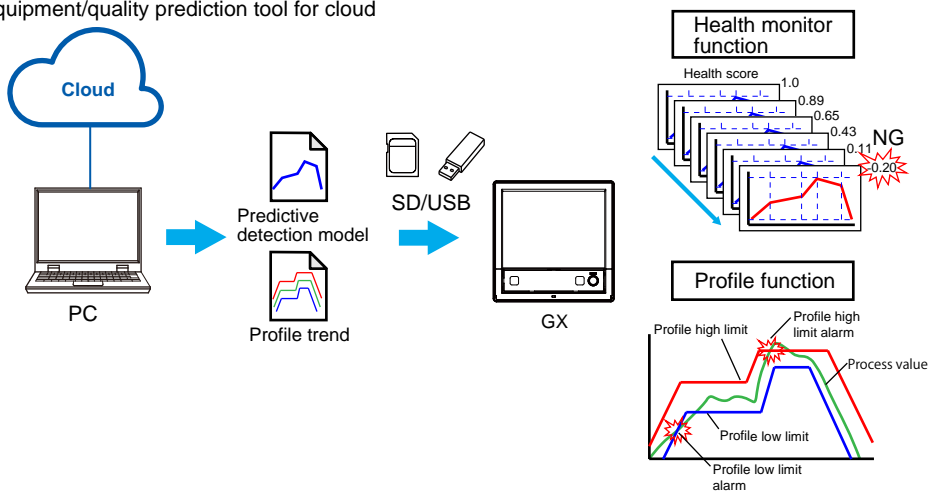 quipment/quality prediction tool for cloud
Cloud
PC
Predictive
detection model
Profile trend
SD/USB
GX
Health monitor
function
Health score
1.0
0.89
0.65
0.43
0.11
NG
0.20
Profile function
Profile high limit
Profile high
limit alarm
Process value
Profile low limit
Profile low limit
alarm